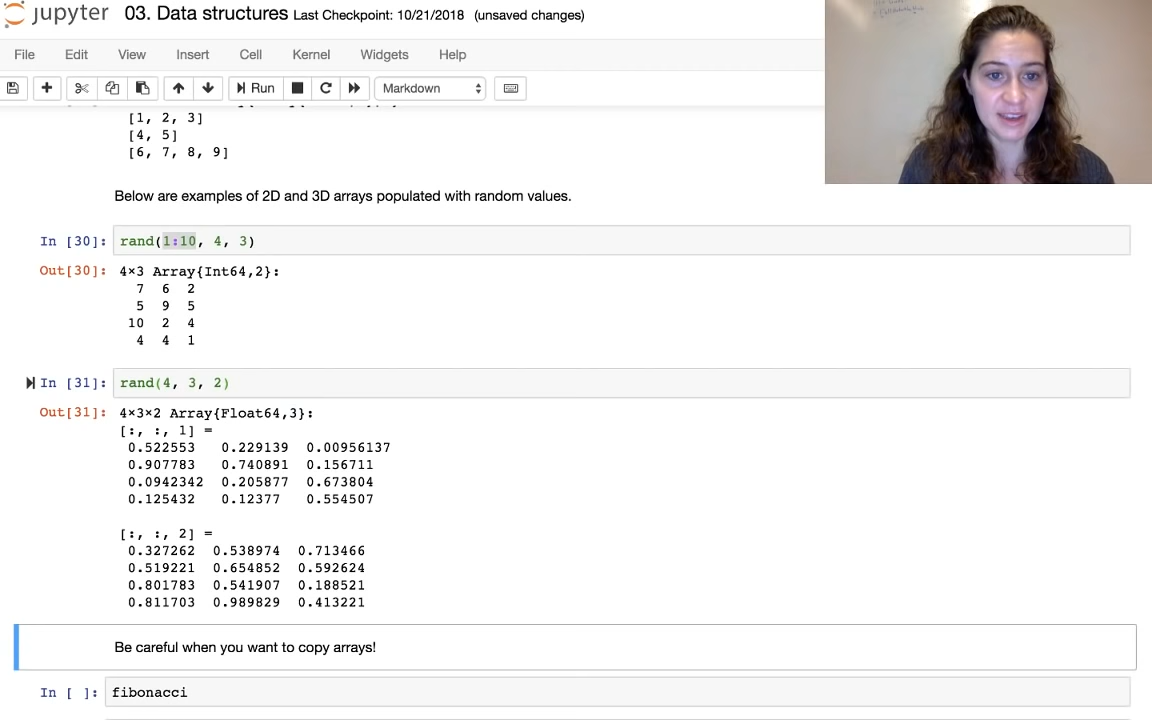 jupyter 03. Data structures Last Checkpoint: 10/21/2018 (unsaved changes)
File Edit View Insert Cell Kernel Widgets Help
Run Markdown
[1, 2, 3]
[4, 5]
[6, 7, 8, 9]
Below are examples of 2D and 3D arrays populated with random values.
In [30]: rand(1:10, 4, 3)
Out[30]: 4×3 Array{Int64,2}:
7 6 2
5 9 5
10 2 4
4 4 1
In [31]: rand(4, 3, 2)
Out[31]: 4×3×2 Array{Float64,3}:
[:, :, 1] =
0.522553 0.229139 0.00956137
0.907783 0.740891 0.156711
0.0942342 0.205877 0.673804
0.125432 0.12377 0.554507
[:, :, 2] =
0.327262 0.538974 0.713466
0.519221 0.654852 0.592624
0.801783 0.541907 0.188521
0.811703 0.989829 0.413221
Be careful when you want to copy arrays!
In [ ]: fibonacci